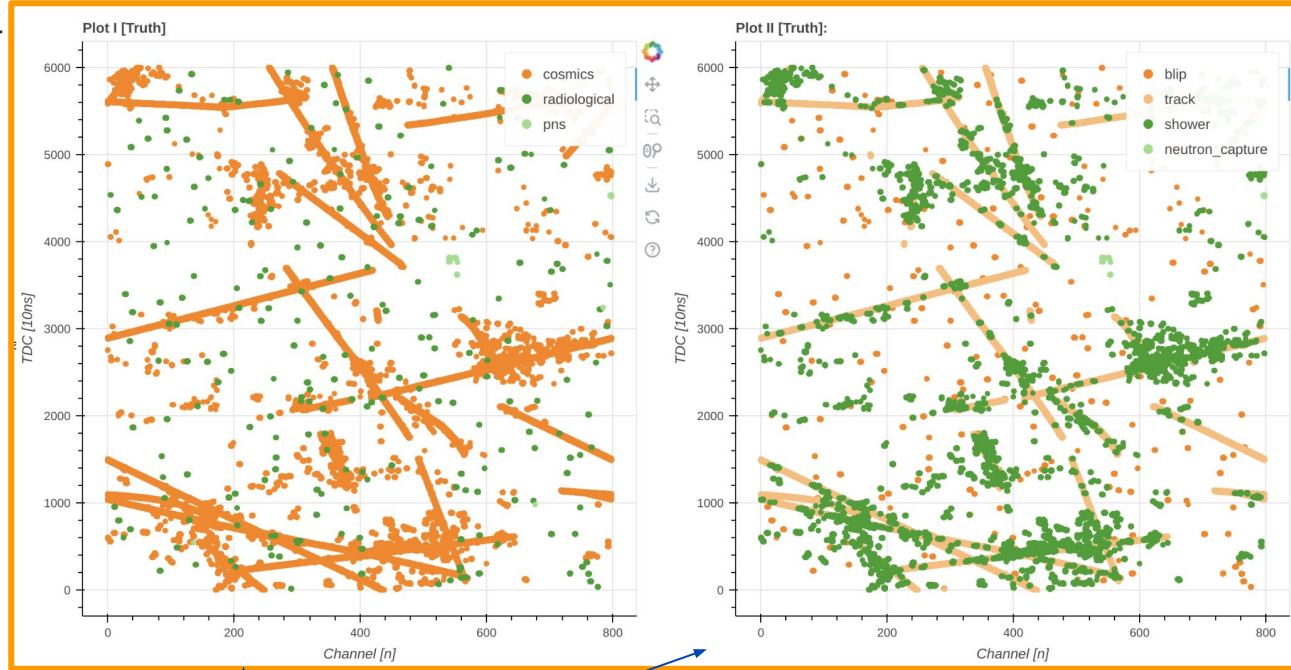 Plot I [Truth]
6000
5000
4000
3000
2000
1000
0
TDC [10ns]
0 200 400 600 800
Channel [n]
cosmics
radiological
pns
Plot II [Truth]:
6000
5000
4000
3000
2000
1000
0
TDC [10ns]
0 200 400 600 800
Channel [n]
blip
track
shower
neutron_capture